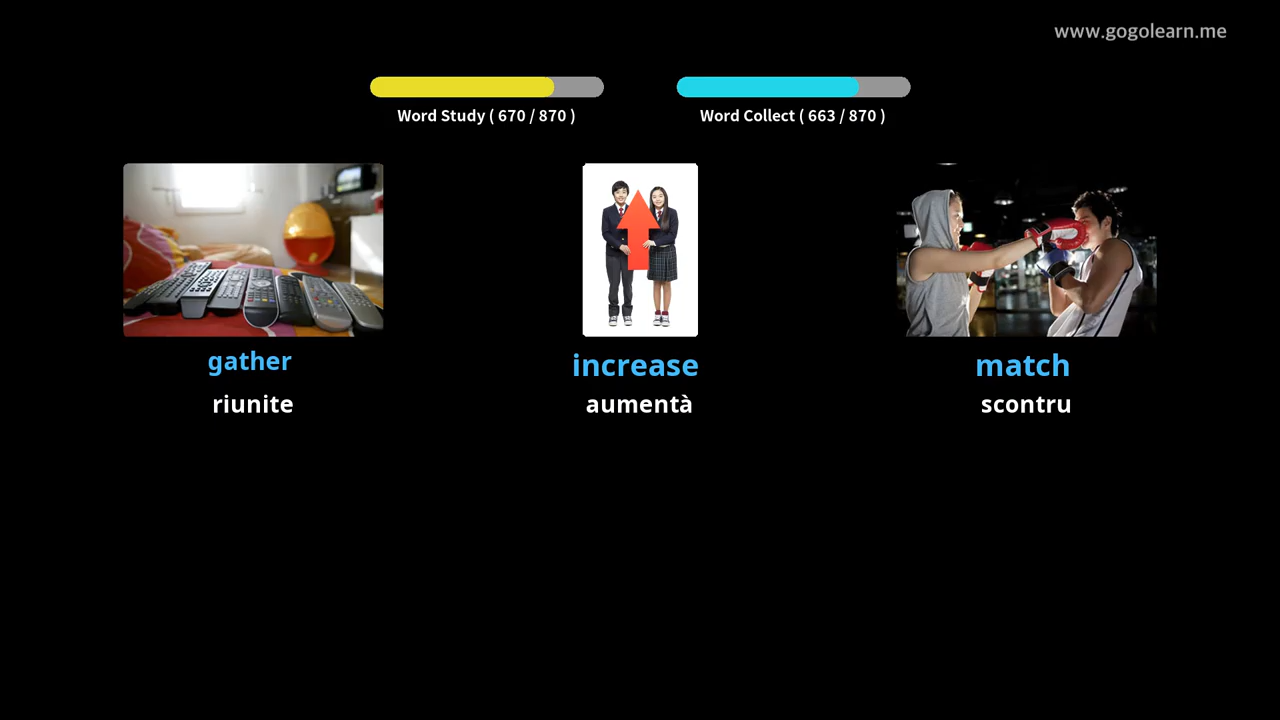 www.gogolearn.me
Word Study ( 670 / 870 )
Word Collect ( 663 / 870 )
gather
increase
match
riunite
aumentà
scontru